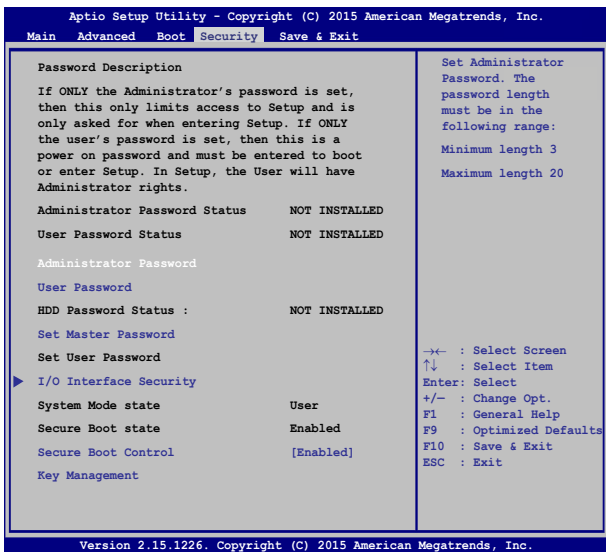 Aptio Setup Utility - Copyright (C) 2015 American Megatrends, Inc.
Main Advanced Boot Security Save & Exit
Password Description
If ONLY the Administrator's password is set,
then this only limits access to Setup and is
only asked for when entering Setup. If ONLY
the user's password is set, then this is a
power on password and must be entered to boot
or enter Setup. In Setup, the User will have
Administrator rights.
Administrator Password Status NOT INSTALLED
User Password Status NOT INSTALLED
Administrator Password
User Password
HDD Password Status : NOT INSTALLED
Set Master Password
Set User Password
I/O Interface Security
System Mode state User
Secure Boot state Enabled
Secure Boot Control [Enabled]
Key Management
Set Administrator
Password. The
password length
must be in the
following range:
Minimum length 3
Maximum length 20
→← : Select Screen
↑↓ : Select Item
Enter: Select
+/— : Change Opt.
F1 : General Help
F9 : Optimized Defaults
F10 : Save & Exit
ESC : Exit
Version 2.15.1226. Copyright (C) 2015 American Megatrends, Inc.